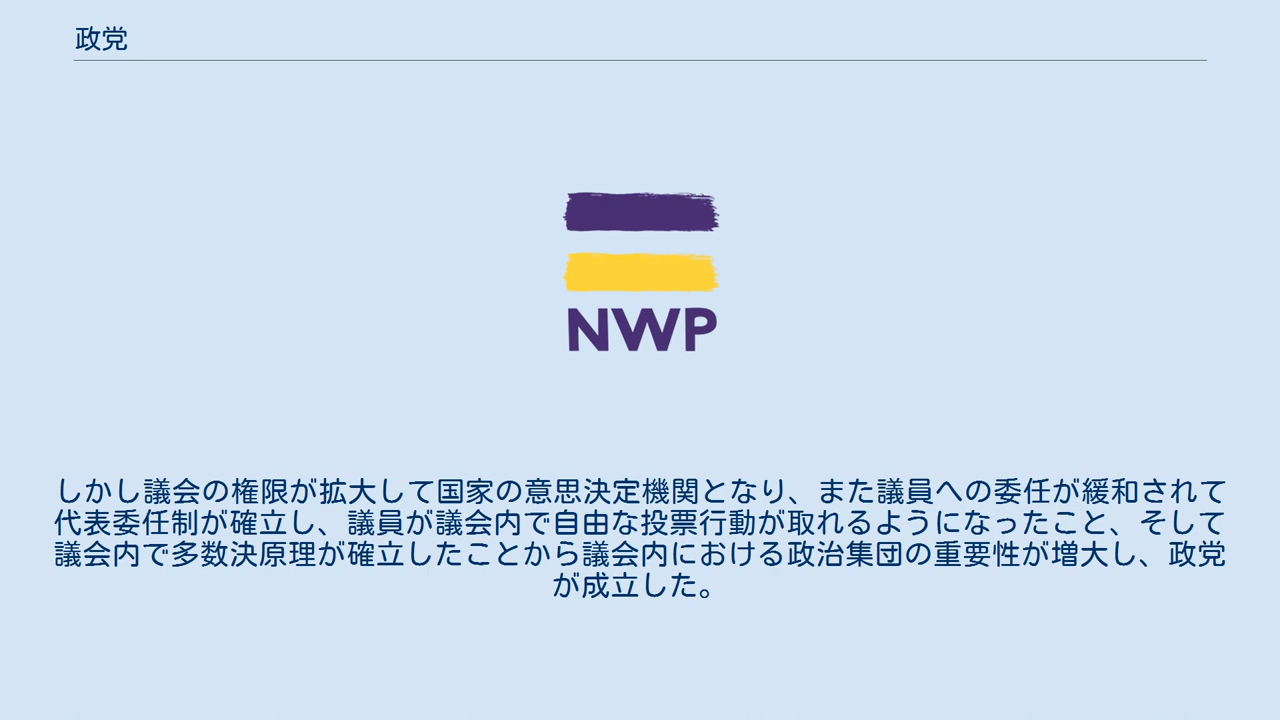 政党
NWP
しかし議会の権限が拡大して国家の意思決定機関となり、また議員への委任が緩和されて
代表委任制が確立し、議員が議会内で自由な投票行動が取れるようになったこと、そして
議会内で多数決原理が確立したことから議会内における政治集団の重要性が増大し、政党
が成立した。